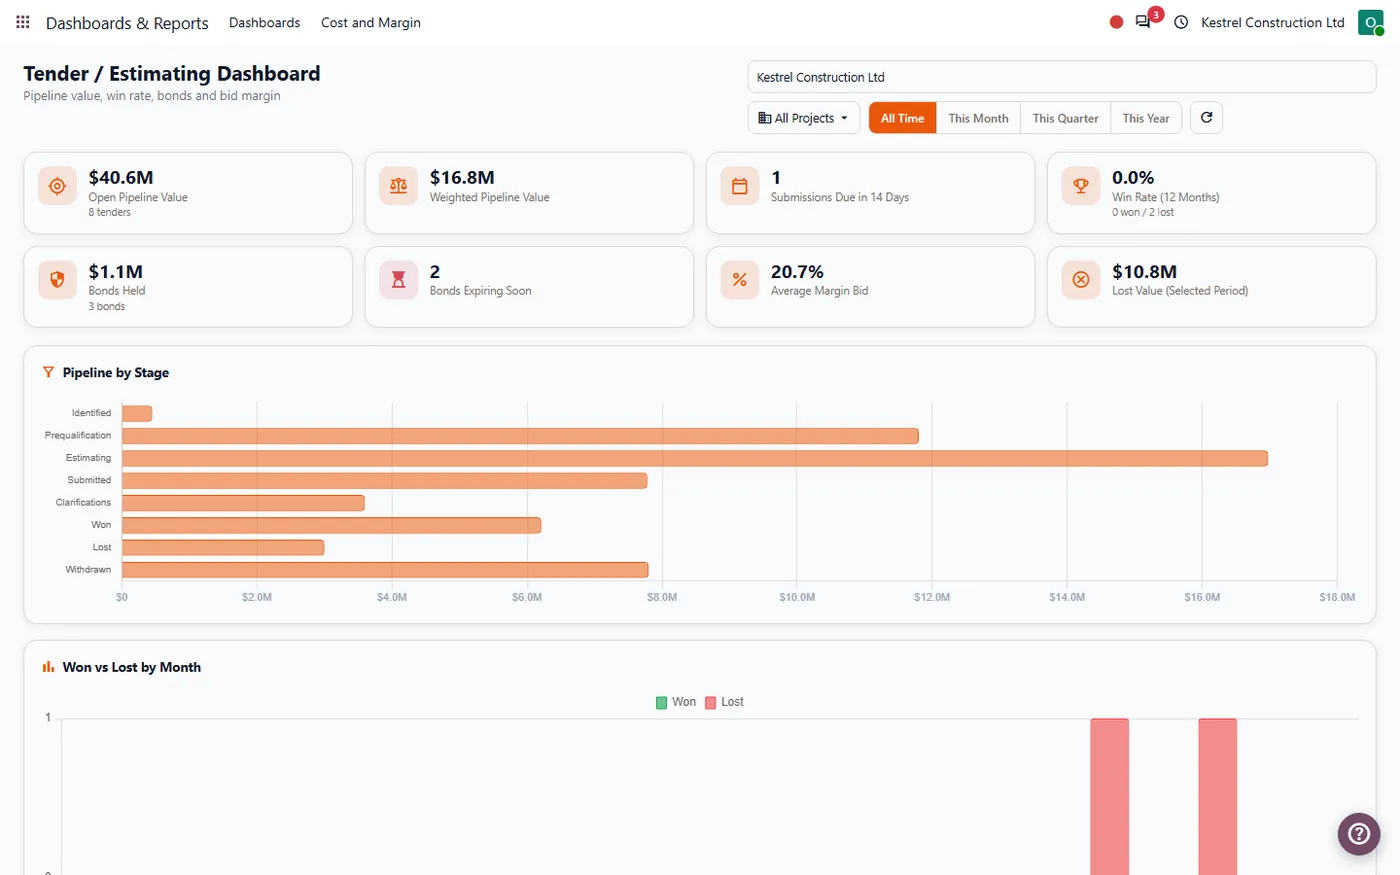 Dashboards & Reports
Dashboards
Cost and Margin
3
Kestrel Construction Ltd
O
Tender / Estimating Dashboard
Pipeline value, win rate, bonds and bid margin
Kestrel Construction Ltd
All Projects
All Time
This Month
This Quarter
This Year
$40.6M
Open Pipeline Value
8 tenders
$16.8M
Weighted Pipeline Value
1
Submissions Due in 14 Days
0.0%
Win Rate (12 Months)
0 won / 2 lost
$1.1M
Bonds Held
3 bonds
2
Bonds Expiring Soon
20.7%
Average Margin Bid
$10.8M
Lost Value (Selected Period)
Pipeline by Stage
Identified
Prequalification
Estimating
Submitted
Clarifications
Won
Lost
Withdrawn
$0
$2.0M
$4.0M
$6.0M
$8.0M
$10.0M
$12.0M
$14.0M
$16.0M
$18.0M
Won vs Lost by Month
Won
Lost
1